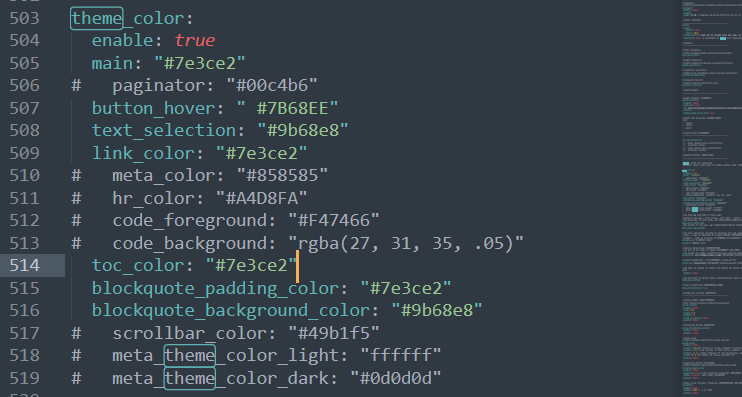 503 theme_color:
504 enable: true
505 main: "#7e3ce2"
506 # paginator: "#00c4b6"
507 button_hover: " #7B68EE"
508 text_selection: "#9b68e8"
509 link_color: "#7e3ce2"
510 # meta_color: "#858585"
511 # hr_color: "#A4D8FA"
512 # code_foreground: "#F47466"
513 # code_background: "rgba(27, 31, 35, .05)"
514 toc_color: "#7e3ce2"
515 blockquote_padding_color: "#7e3ce2"
516 blockquote_background_color: "#9b68e8"
517 # scrollbar_color: "#49b1f5"
518 # meta_theme_color_light: "ffffff"
519 # meta_theme_color_dark: "#0d0d0d"